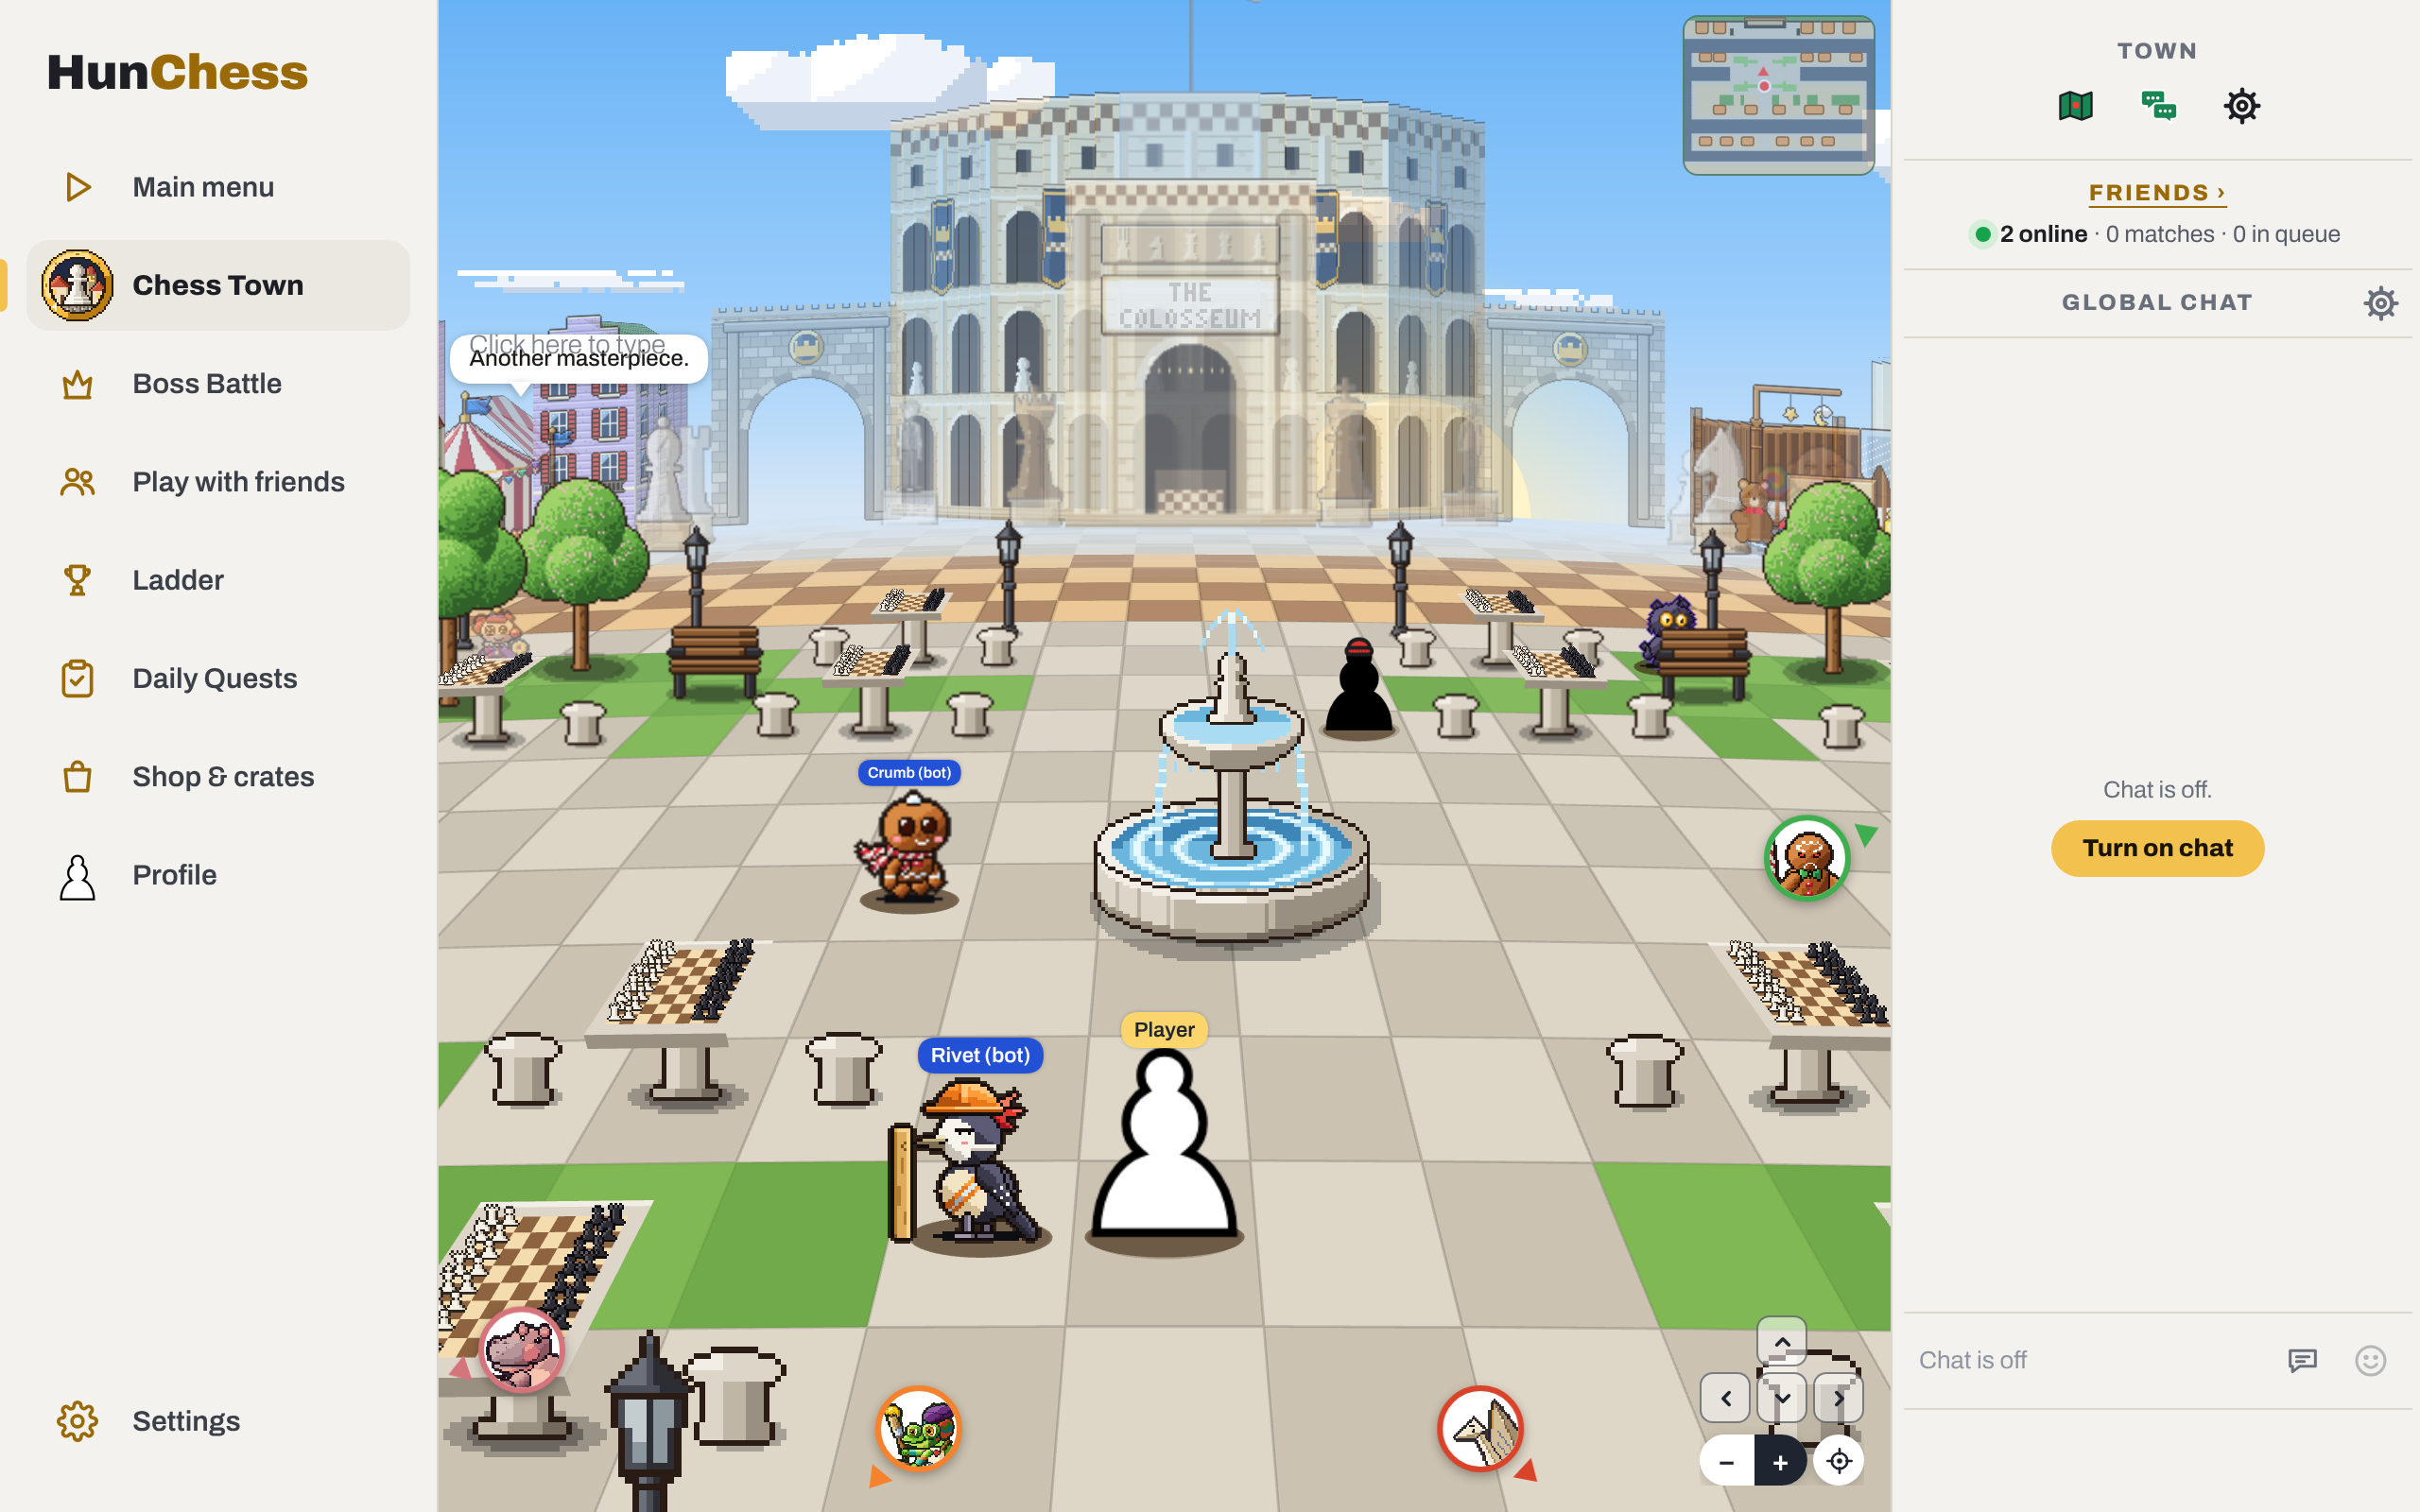 HunChess
Main menu
Chess Town
Boss Battle
Play with friends
Ladder
Daily Quests
Shop & crates
Profile
Settings
THE
COLOSSEUM
Click here to type
Another masterpiece.
Crumb (bot)
Player
Rivet (bot)
TOWN
FRIENDS ›
2 online · 0 matches · 0 in queue
GLOBAL CHAT
Chat is off.
Turn on chat
Chat is off